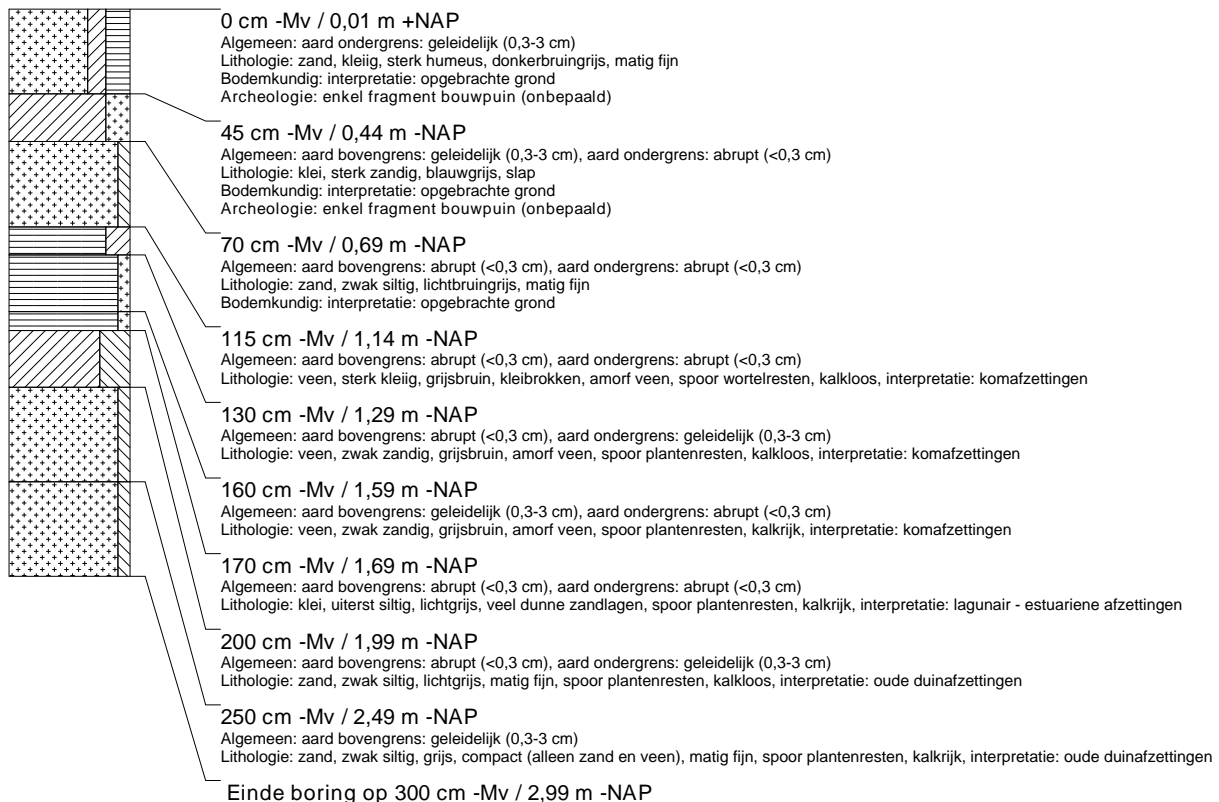 0 cm -Mv / 0,01 m +NAP
Algemeen: aard ondergrens: geleidelijk (0,3-3 cm)
Lithologie: zand, kleiig, sterk humeus, donkerbruingrijs, matig fijn
Bodemkundig: interpretatie: opgebrachte grond
Archeologie: enkel fragment bouwpuin (onbepaald)
45 cm -Mv / 0,44 m -NAP
Algemeen: aard bovengrens: geleidelijk (0,3-3 cm), aard ondergrens: abrupt (<0,3 cm)
Lithologie: klei, sterk zandig, blauwgrijs, slap
Bodemkundig: interpretatie: opgebrachte grond
Archeologie: enkel fragment bouwpuin (onbepaald)
70 cm -Mv / 0,69 m -NAP
Algemeen: aard bovengrens: abrupt (<0,3 cm), aard ondergrens: abrupt (<0,3 cm)
Lithologie: zand, zwak siltig, lichtbruingrijs, matig fijn
Bodemkundig: interpretatie: opgebrachte grond
115 cm -Mv / 1,14 m -NAP
Algemeen: aard bovengrens: abrupt (<0,3 cm), aard ondergrens: abrupt (<0,3 cm)
Lithologie: veen, sterk kleiig, grijsbruin, kleibrokken, amorf veen, spoor wortelresten, kalkloos, interpretatie: komafzettingen
130 cm -Mv / 1,29 m -NAP
Algemeen: aard bovengrens: abrupt (<0,3 cm), aard ondergrens: geleidelijk (0,3-3 cm)
Lithologie: veen, zwak zandig, grijsbruin, amorf veen, spoor plantenresten, kalkloos, interpretatie: komafzettingen
160 cm -Mv / 1,59 m -NAP
Algemeen: aard bovengrens: geleidelijk (0,3-3 cm), aard ondergrens: abrupt (<0,3 cm)
Lithologie: veen, zwak zandig, grijsbruin, amorf veen, spoor plantenresten, kalkrijk, interpretatie: komafzettingen
170 cm -Mv / 1,69 m -NAP
Algemeen: aard bovengrens: abrupt (<0,3 cm), aard ondergrens: abrupt (<0,3 cm)
Lithologie: klei, uiterst siltig, lichtgrijs, veel dunne zandlagen, spoor plantenresten, kalkrijk, interpretatie: lagunair - estuariene afzettingen
200 cm -Mv / 1,99 m -NAP
Algemeen: aard bovengrens: abrupt (<0,3 cm), aard ondergrens: geleidelijk (0,3-3 cm)
Lithologie: zand, zwak siltig, lichtgrijs, matig fijn, spoor plantenresten, kalkloos, interpretatie: oude duinafzettingen
250 cm -Mv / 2,49 m -NAP
Algemeen: aard bovengrens: geleidelijk (0,3-3 cm)
Lithologie: zand, zwak siltig, grijs, compact (alleen zand en veen), matig fijn, spoor plantenresten, kalkrijk, interpretatie: oude duinafzettingen
Einde boring op 300 cm -Mv / 2,99 m -NAP